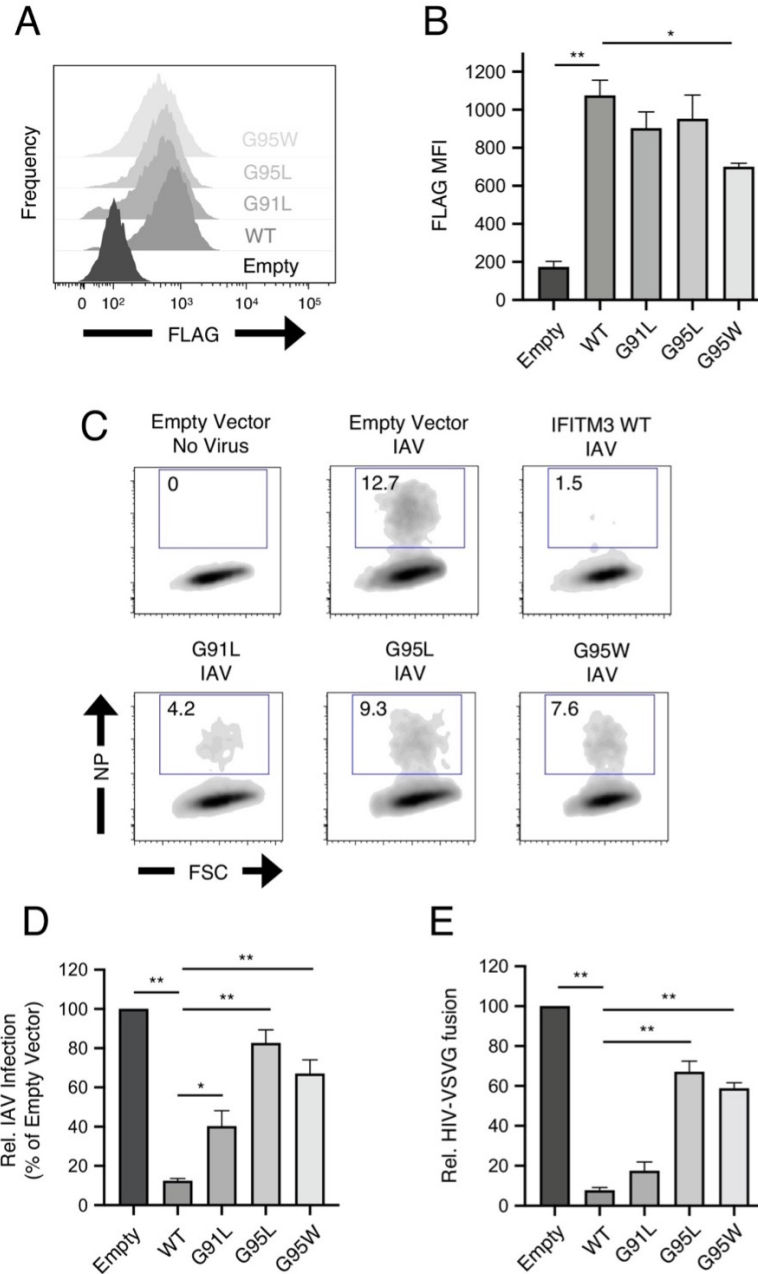 A
Frequency
G95W
G95L
G91L
WT
Empty
0 10² 10³ 10⁴ 10⁵
FLAG
B
* 
**
FLAG MFI
1200
1000
800
600
400
200
0
Empty WT G91L G95L G95W
C
Empty Vector
No Virus
0
Empty Vector
IAV
12.7
IFITM3 WT
IAV
1.5
G91L
IAV
4.2
G95L
IAV
9.3
G95W
IAV
7.6
NP
FSC
D
Rel. IAV Infection
(% of Empty Vector)
120
100
80
60
40
20
0
**
**
**
*
Empty WT G91L G95L G95W
E
Rel. HIV-VSVG fusion
120
100
80
60
40
20
0
**
**
**
Empty WT G91L G95L G95W